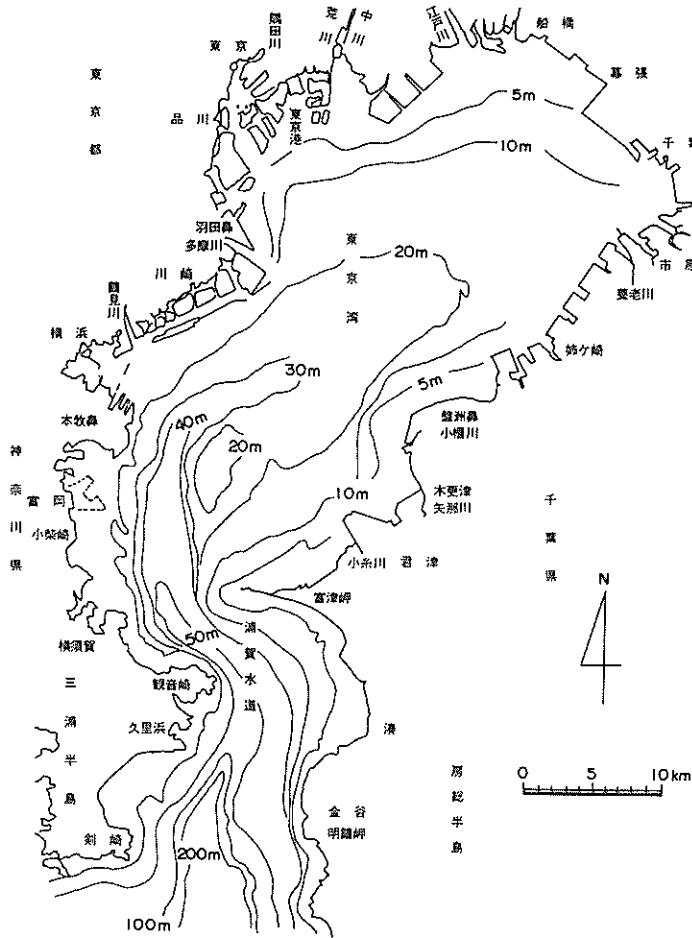 東京
隅田川
荒川
中川
江戸川
船橋
幕張
東京都
品川
東京港
5m
10m
千葉
羽田鼻
多摩川
東京湾
20m
市原
養老川
川崎
鶴見川
横浜
姉ケ崎
30m
5m
40m
本牧鼻
盤洲鼻
小櫃川
20m
神奈川県
富岡
10m
木更津
矢那川
千葉県
小柴崎
小糸川
君津
N
富津岬
50m
浦賀水道
横須賀
観音崎
三浦半島
久里浜
湊
0 5 10km
房総半島
金谷
明鐘岬
剣崎
200m
100m